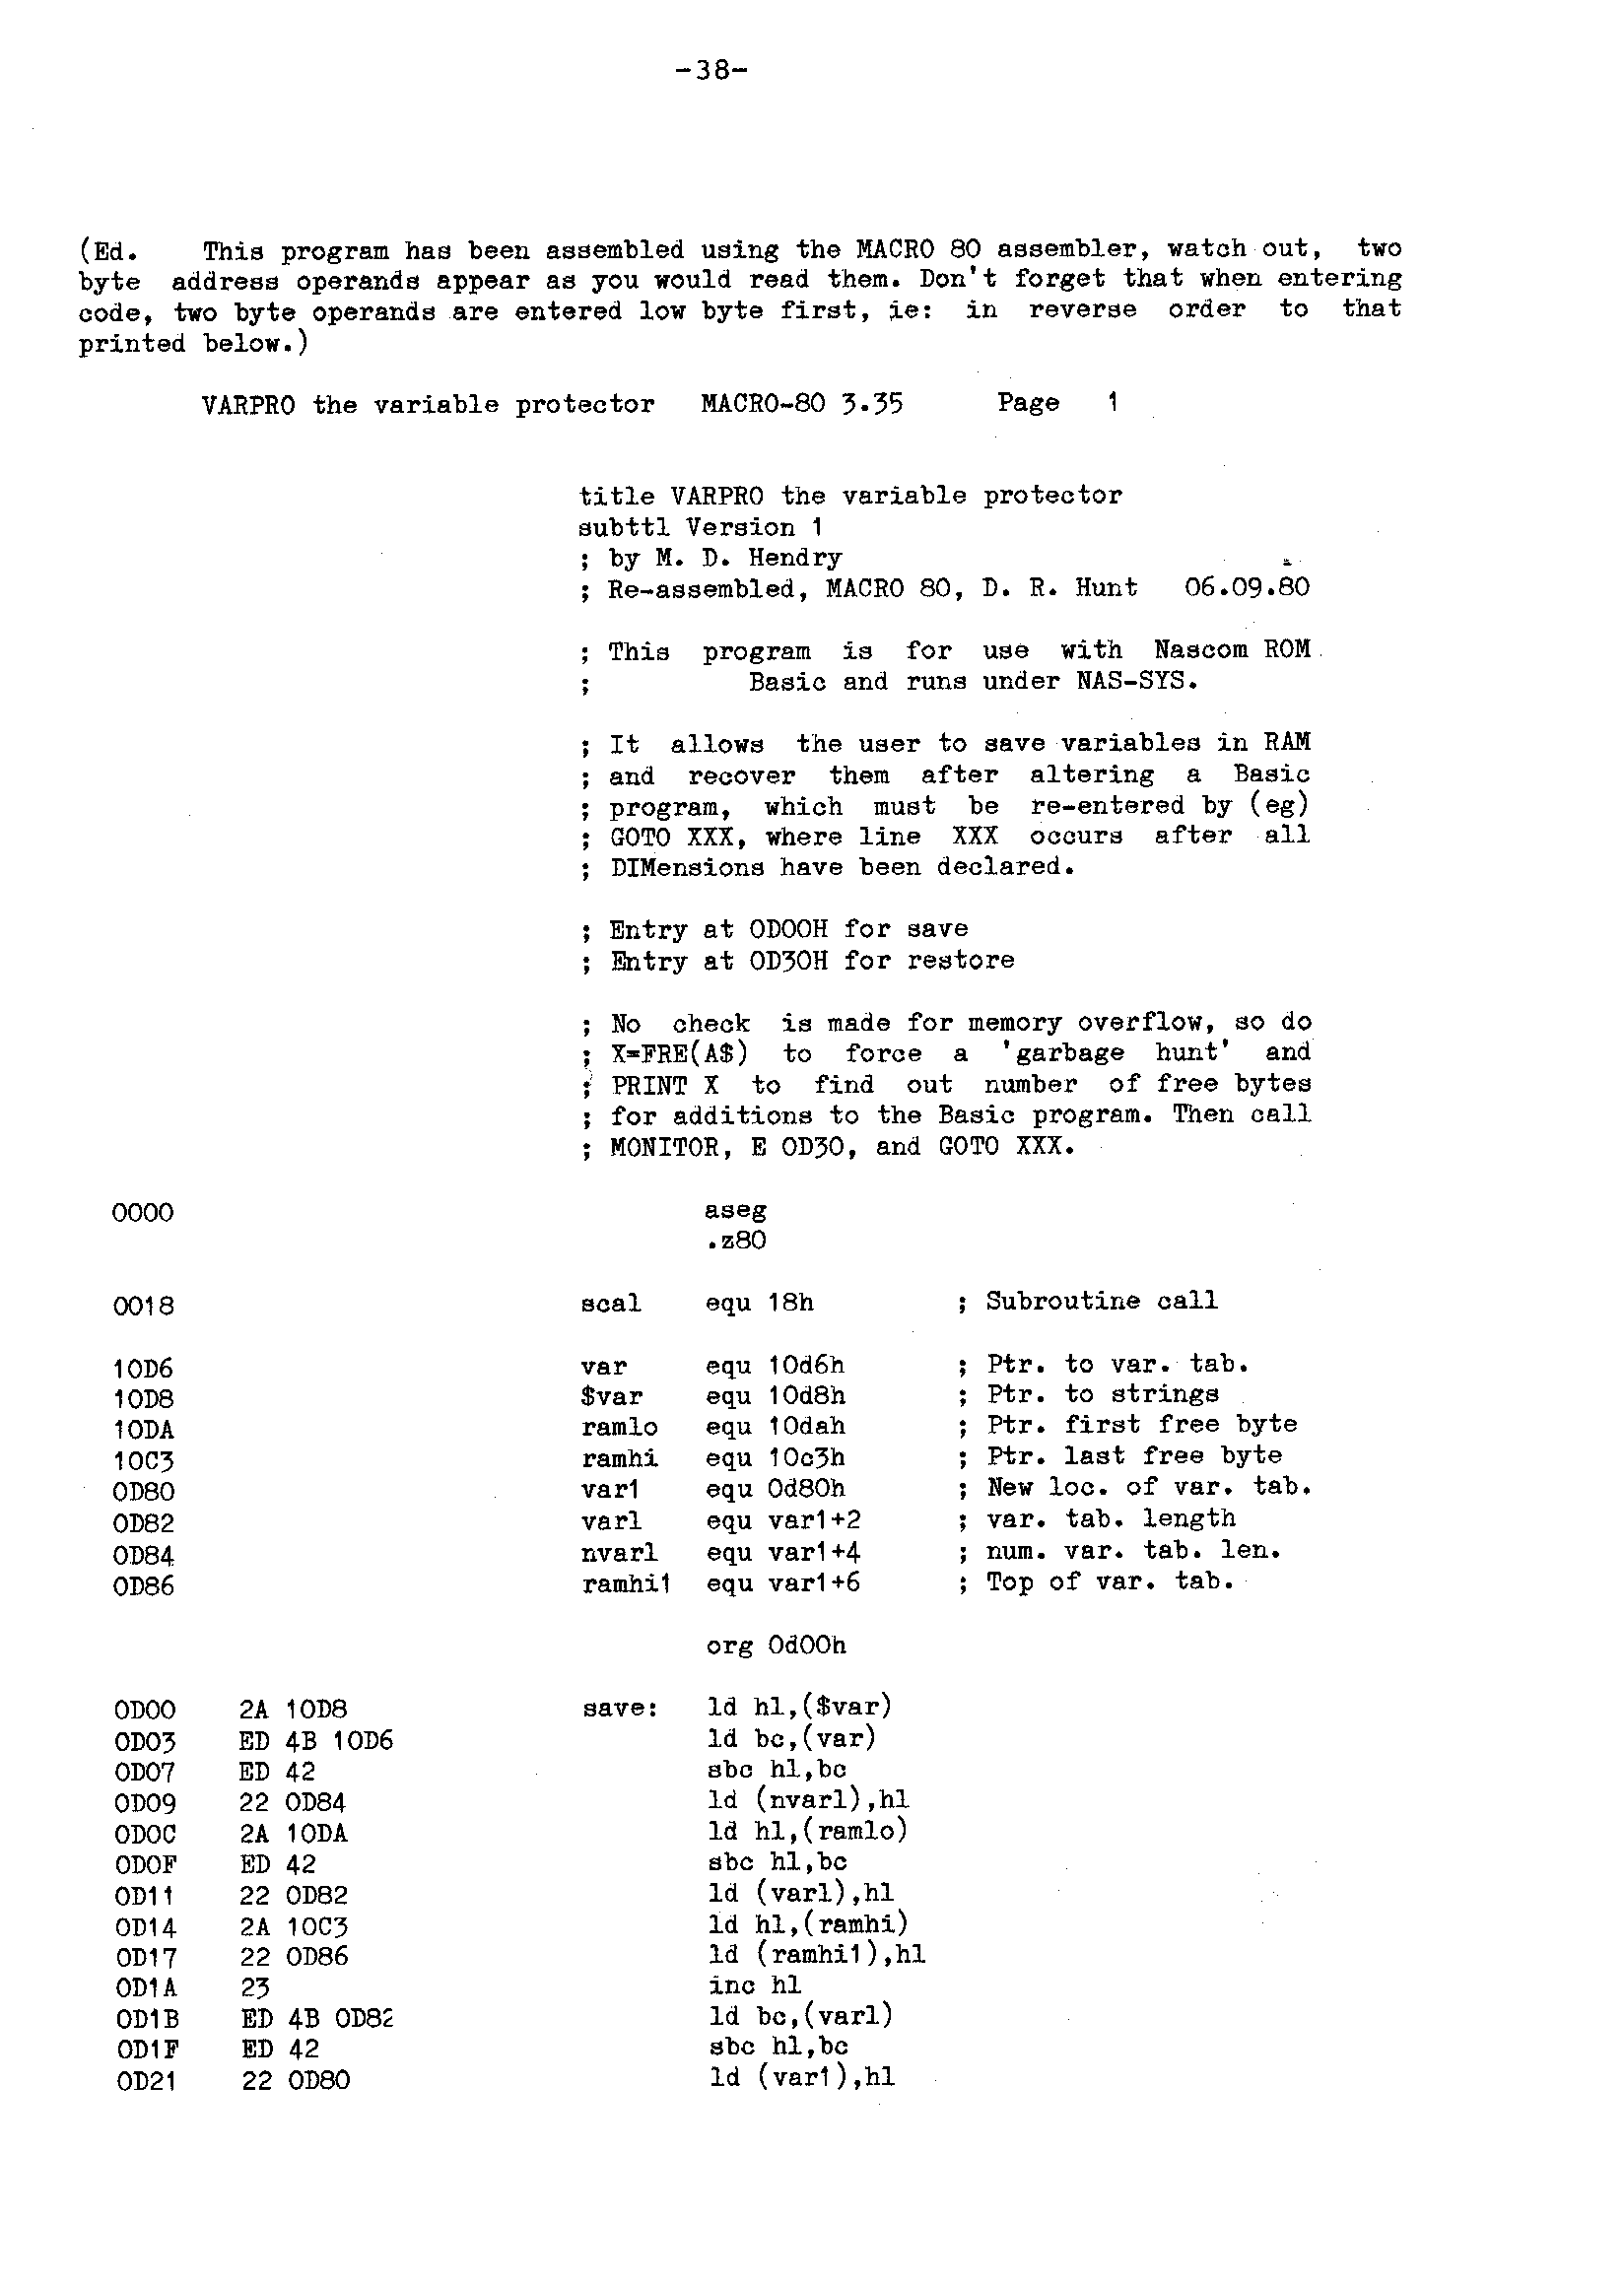 -38-
(Ed. This program has been assembled using the MACRO 80 assembler, watch out, two
byte address operands appear as you would read them. Don't forget that when entering
code, two byte operands are entered low byte first, ie: in reverse order to that
printed below.)
VARPRO the variable protector MACRO-80 3.35 Page 1
title VARPRO the variable protector
subttl Version 1
; by M. D. Hendry
; Re-assembled, MACRO 80, D. R. Hunt 06.09.80
; This program is for use with Nascom ROM
; Basic and runs under NAS-SYS.
; It allows the user to save variables in RAM
; and recover them after altering a Basic
; program, which must be re-entered by (eg)
; GOTO XXX, where line XXX occurs after all
; DIMensions have been declared.
; Entry at 0D00H for save
; Entry at 0D30H for restore
; No check is made for memory overflow, so do
; X=FRE(A$) to force a 'garbage hunt' and
; PRINT X to find out number of free bytes
; for additions to the Basic program. Then call
; MONITOR, E 0D30, and GOTO XXX.
0000 aseg
.z80
0018 scal equ 18h ; Subroutine call
10D6 var equ 10d6h ; Ptr. to var. tab.
10D8 $var equ 10d8h ; Ptr. to strings
10DA ramlo equ 10dah ; Ptr. first free byte
10C3 ramhi equ 10c3h ; Ptr. last free byte
0D80 var1 equ 0d80h ; New loc. of var. tab.
0D82 varl equ var1+2 ; var. tab. length
0D84 nvarl equ var1+4 ; num. var. tab. len.
0D86 ramhi1 equ var1+6 ; Top of var. tab.
org 0d00h
0D00 2A 10D8 save: ld hl,($var)
0D03 ED 4B 10D6 ld bc,(var)
0D07 ED 42 sbc hl,bc
0D09 22 0D84 ld (nvarl),hl
0D0C 2A 10DA ld hl,(ramlo)
0D0F ED 42 sbc hl,bc
0D11 22 0D82 ld (varl),hl
0D14 2A 10C3 ld hl,(ramhi)
0D17 22 0D86 ld (ramhi1),hl
0D1A 23 inc hl
0D1B ED 4B 0D82 ld bc,(varl)
0D1F ED 42 sbc hl,bc
0D21 22 0D80 ld (var1),hl